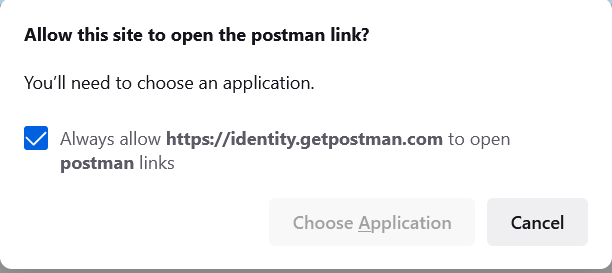 Allow this site to open the postman link?
You’ll need to choose an application.
Always allow https://identity.getpostman.com to open
postman links
Choose Application
Cancel